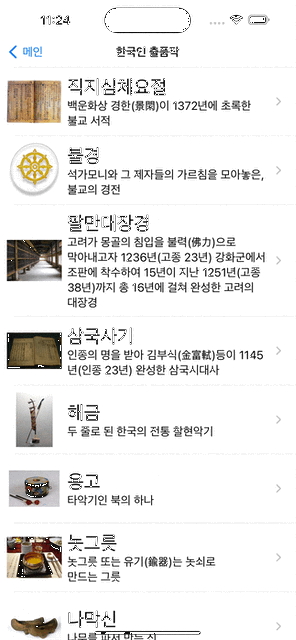 11:24
메인
한국인 출품작
직지심체요절
백운화상 경한(景閑)이 1372년에 초록한
불교 서적
불경
석가모니와 그 제자들의 가르침을 모아놓은,
불교의 경전
팔만대장경
고려가 몽골의 침입을 불력(佛力)으로
막아내고자 1236년(고종 23년) 강화군에서
조판에 착수하여 15년이 지난 1251년(고종
38년)까지 총 16년에 걸쳐 완성한 고려의
대장경
삼국사기
인종의 명을 받아 김부식(金富軾)등이 1145
년(인종 23년) 완성한 삼국시대사
해금
두 줄로 된 한국의 전통 찰현악기
용고
타악기인 북의 하나
놋그릇
놋그릇 또는 유기(鍮器)는 놋쇠로
만드는 그릇
나막신
나무를 파서 만든 신